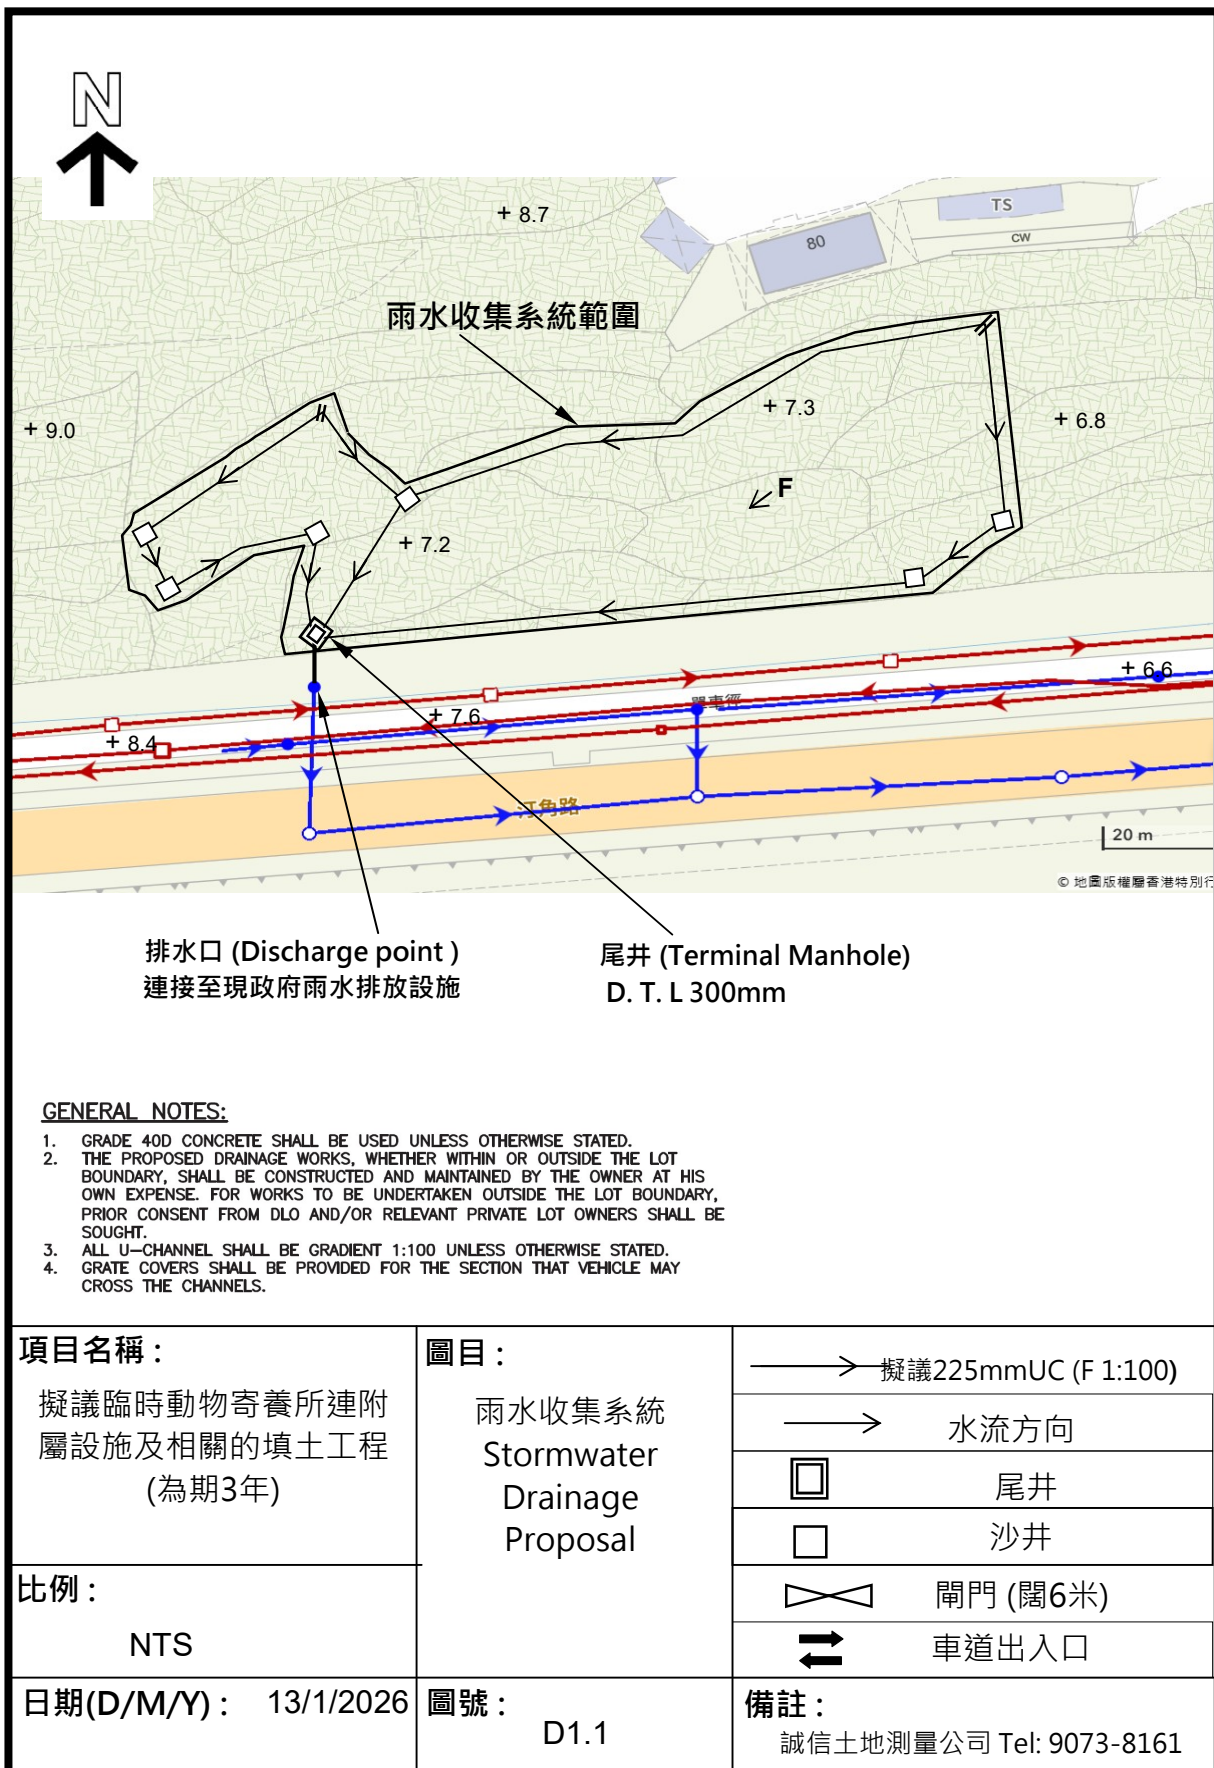 N
+ 8.7
TS
80
CW
雨水收集系統範圍
+ 7.3
+ 6.8
+ 9.0
F
+ 7.2
+ 6.6
單車徑
+ 7.6
+ 8.4
汀角路
20 m
© 地圖版權屬香港特別行
排水口 (Discharge point )
連接至現政府雨水排放設施
尾井 (Terminal Manhole)
D. T. L 300mm
GENERAL NOTES:
1. GRADE 40D CONCRETE SHALL BE USED UNLESS OTHERWISE STATED.
2. THE PROPOSED DRAINAGE WORKS, WHETHER WITHIN OR OUTSIDE THE LOT
BOUNDARY, SHALL BE CONSTRUCTED AND MAINTAINED BY THE OWNER AT HIS
OWN EXPENSE. FOR WORKS TO BE UNDERTAKEN OUTSIDE THE LOT BOUNDARY,
PRIOR CONSENT FROM DLO AND/OR RELEVANT PRIVATE LOT OWNERS SHALL BE
SOUGHT.
3. ALL U-CHANNEL SHALL BE GRADIENT 1:100 UNLESS OTHERWISE STATED.
4. GRATE COVERS SHALL BE PROVIDED FOR THE SECTION THAT VEHICLE MAY
CROSS THE CHANNELS.
項目名稱 :
擬議臨時動物寄養所連附
屬設施及相關的填土工程
(為期3年)
圖目 :
雨水收集系統
Stormwater
Drainage
Proposal
擬議225mmUC (F 1:100)
水流方向
尾井
沙井
閘門 (闊6米)
車道出入口
比例 :
NTS
日期(D/M/Y) : 13/1/2026
圖號 :
D1.1
備註 :
誠信土地測量公司 Tel: 9073-8161